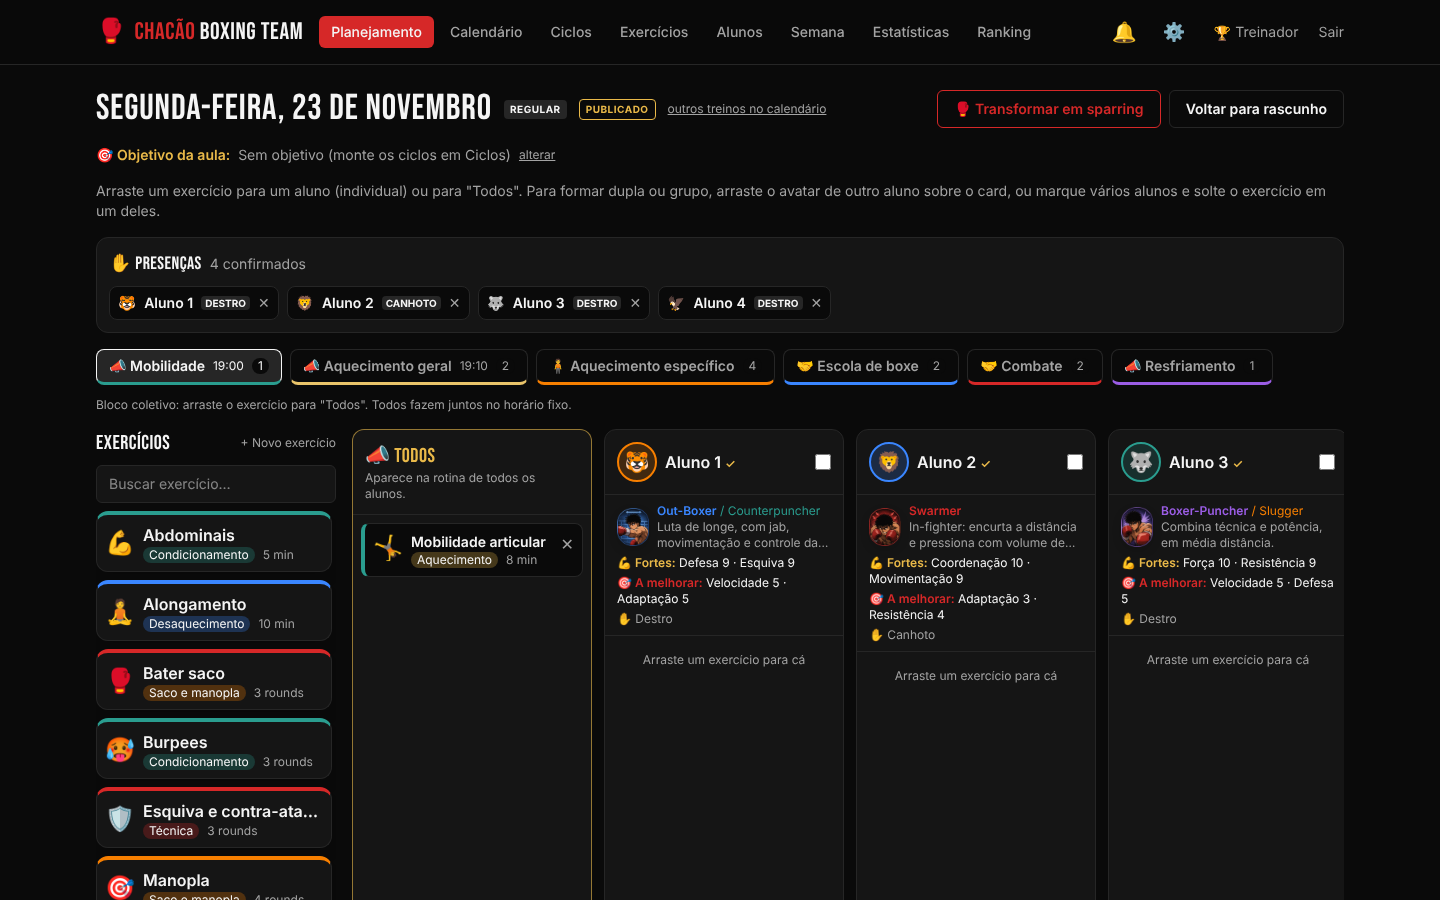 CHACÃO BOXING TEAM
Planejamento
Calendário
Ciclos
Exercícios
Alunos
Semana
Estatísticas
Ranking
Treinador
Sair
SEGUNDA-FEIRA, 23 DE NOVEMBRO
REGULAR
PUBLICADO
outros treinos no calendário
Transformar em sparring
Voltar para rascunho
Objetivo da aula: Sem objetivo (monte os ciclos em Ciclos) alterar
Arraste um exercício para um aluno (individual) ou para "Todos". Para formar dupla ou grupo, arraste o avatar de outro aluno sobre o card, ou marque vários alunos e solte o exercício em
um deles.
PRESENÇAS 4 confirmados
Aluno 1 DESTRO ✕
Aluno 2 CANHOTO ✕
Aluno 3 DESTRO ✕
Aluno 4 DESTRO ✕
Mobilidade 19:00 1
Aquecimento geral 19:10 2
Aquecimento específico 4
Escola de boxe 2
Combate 2
Resfriamento 1
Bloco coletivo: arraste o exercício para "Todos". Todos fazem juntos no horário fixo.
EXERCÍCIOS
+ Novo exercício
Buscar exercício...
Abdominais
Condicionamento 5 min
Alongamento
Desaquecimento 10 min
Bater saco
Saco e manopla 3 rounds
Burpees
Condicionamento 3 rounds
Esquiva e contra-ata...
Técnica 3 rounds
Manopla
Saco e manopla 4 rounds
TODOS
Aparece na rotina de todos os
alunos.
Mobilidade articular ✕
Aquecimento 8 min
Aluno 1 ✓
Out-Boxer / Counterpuncher
Luta de longe, com jab,
movimentação e controle da...
Fortes: Defesa 9 · Esquiva 9
A melhorar: Velocidade 5 ·
Adaptação 5
Destro
Arraste um exercício para cá
Aluno 2 ✓
Swarmer
In-fighter: encurta a distância
e pressiona com volume de...
Fortes: Coordenação 10 ·
Movimentação 9
A melhorar: Adaptação 3 ·
Resistência 4
Canhoto
Arraste um exercício para cá
Aluno 3 ✓
Boxer-Puncher / Slugger
Combina técnica e potência,
em média distância.
Fortes: Força 10 · Resistência 9
A melhorar: Velocidade 5 · Defesa
5
Destro
Arraste um exercício para cá